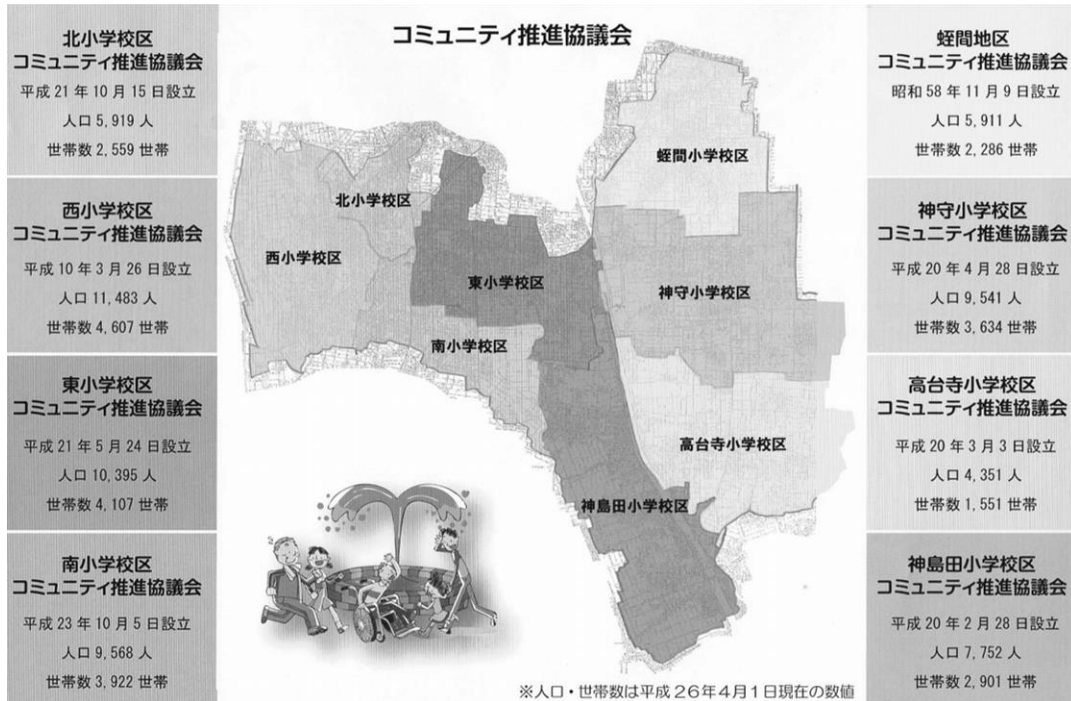 コミュニティ推進協議会
北小学校区
コミュニティ推進協議会
平成 21 年 10 月 15 日設立
人口 5,919 人
世帯数 2,559 世帯
西小学校区
コミュニティ推進協議会
平成 10 年 3 月 26 日設立
人口 11,483 人
世帯数 4,607 世帯
東小学校区
コミュニティ推進協議会
平成 21 年 5 月 24 日設立
人口 10,395 人
世帯数 4,107 世帯
南小学校区
コミュニティ推進協議会
平成 23 年 10 月 5 日設立
人口 9,568 人
世帯数 3,922 世帯
蛭間小学校区
北小学校区
西小学校区
東小学校区
神守小学校区
南小学校区
高台寺小学校区
神島田小学校区
蛭間地区
コミュニティ推進協議会
昭和 58 年 11 月 9 日設立
人口 5,911 人
世帯数 2,286 世帯
神守小学校区
コミュニティ推進協議会
平成 20 年 4 月 28 日設立
人口 9,541 人
世帯数 3,634 世帯
高台寺小学校区
コミュニティ推進協議会
平成 20 年 3 月 3 日設立
人口 4,351 人
世帯数 1,551 世帯
神島田小学校区
コミュニティ推進協議会
平成 20 年 2 月 28 日設立
人口 7,752 人
世帯数 2,901 世帯
※人口・世帯数は平成26年4月1日現在の数値